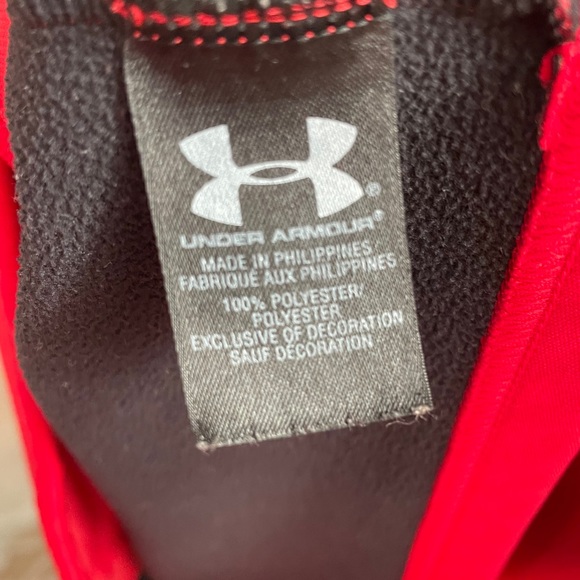 UNDER ARMOUR®
MADE IN PHILIPPINES
FABRIQUÉ AUX PHILIPPINES
100% POLYESTER/
POLYESTER
EXCLUSIVE OF DECORATION
SAUF DÉCORATION